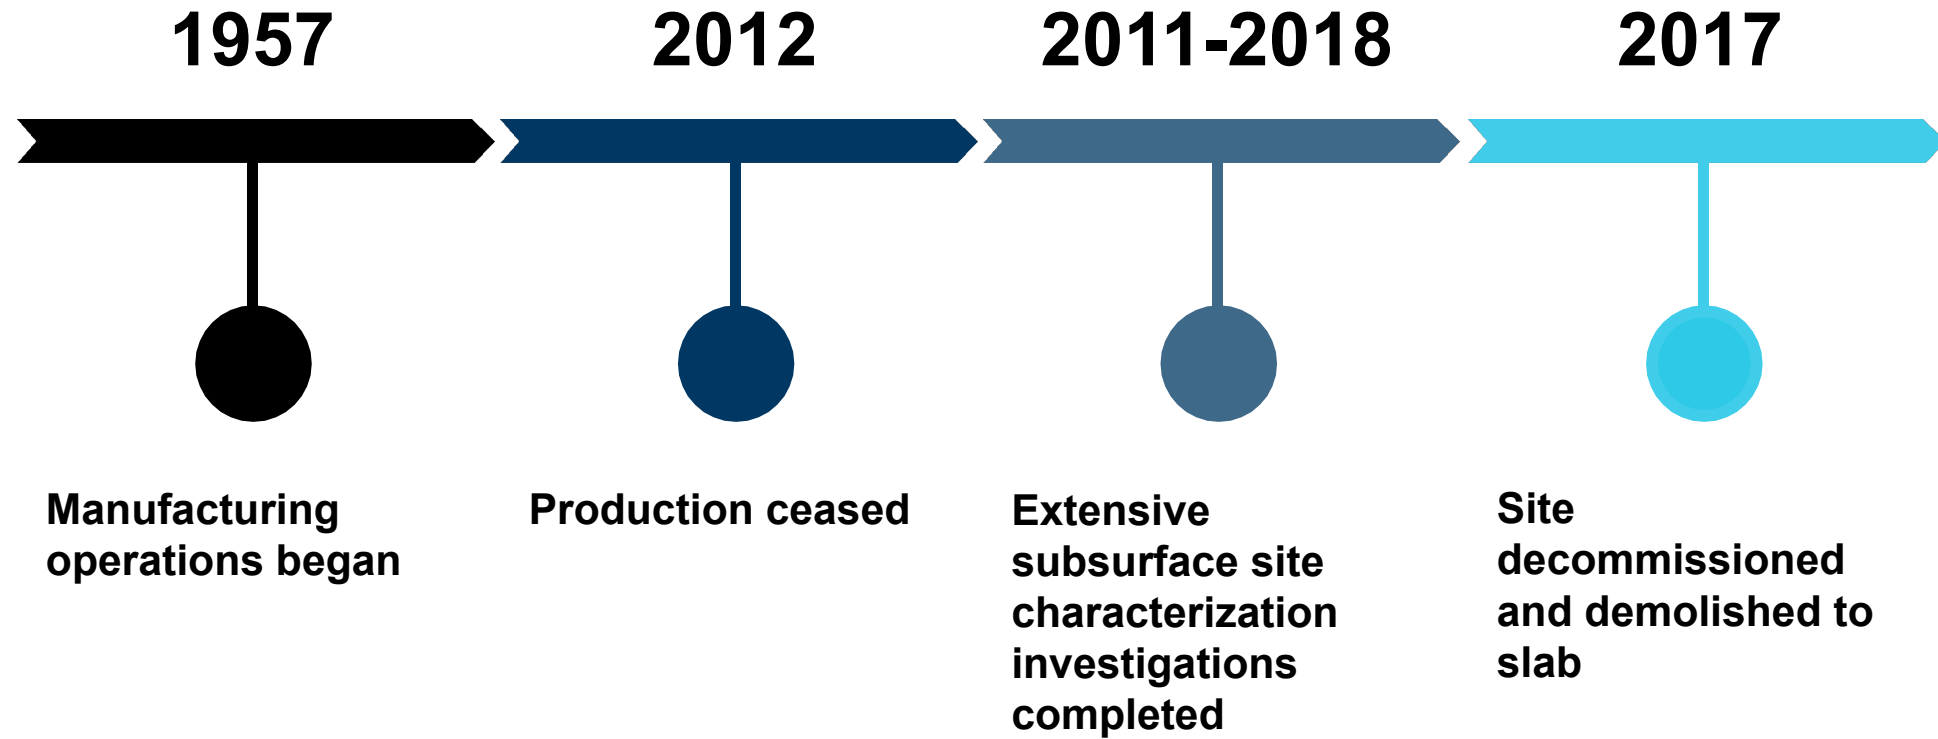 1957
2012
2011-2018
2017
Manufacturing
operations began
Production ceased
Extensive
subsurface site
characterization
investigations
completed
Site
decommissioned
and demolished to
slab